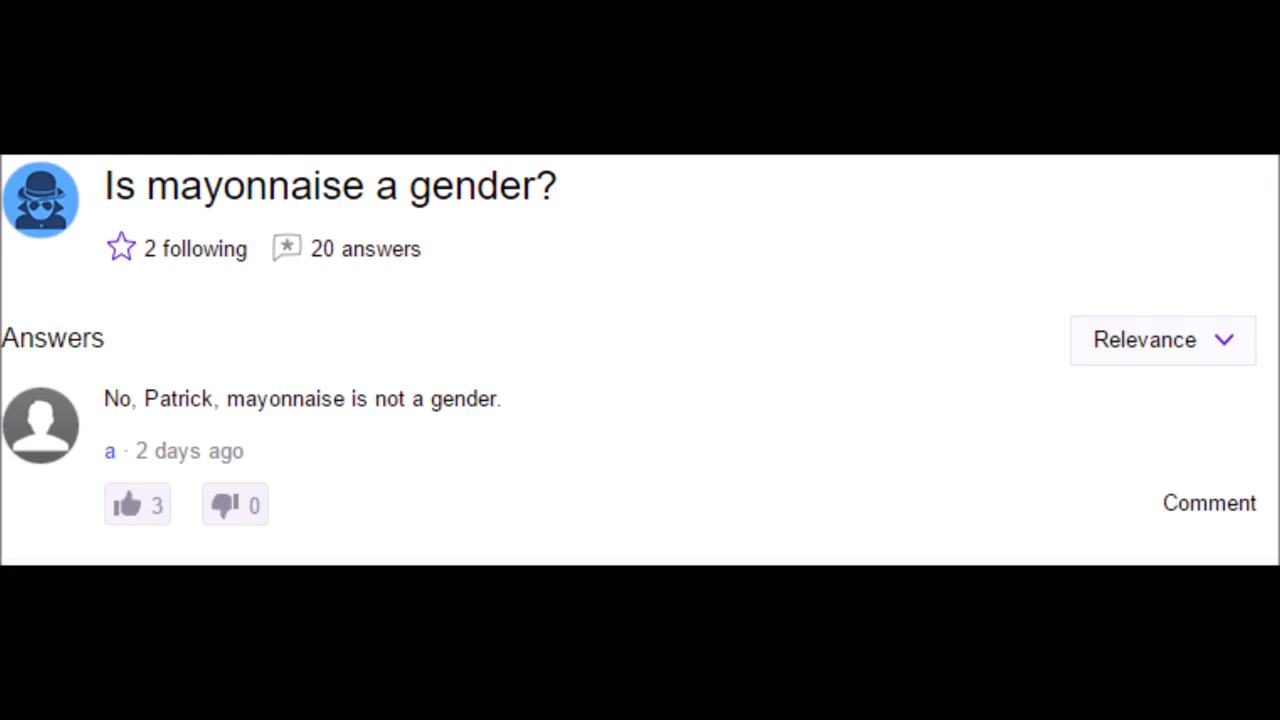 Is mayonnaise a gender?
2 following 20 answers
Answers
Relevance
No, Patrick, mayonnaise is not a gender.
a · 2 days ago
3 0
Comment